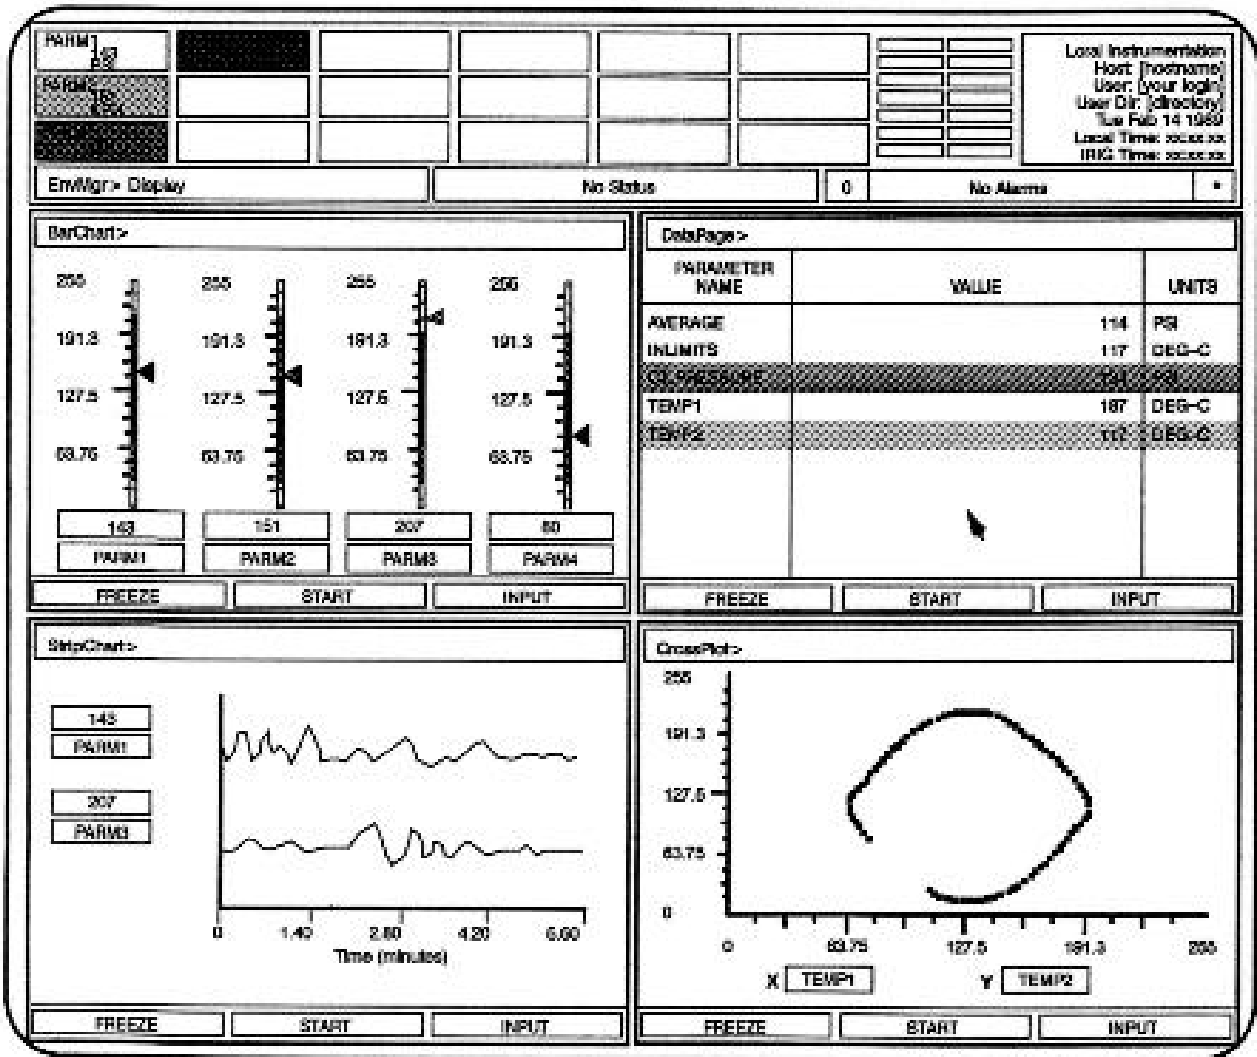 PARM1
143
PSI
PARM2
Local Instrumentation
Host: [hostname]
User: [your login]
User Dir: [directory]
Tue Feb 14 1989
Local Time: xx:xx:xx
IRIG Time: xx:xx:xx
EnvMgr> Display
No Status
0
No Alarms
*
BarChart>
255
191.3
127.5
63.75
143
PARM1
255
191.3
127.5
63.75
151
PARM2
255
191.3
127.5
63.75
207
PARM3
255
191.3
127.5
63.75
80
PARM4
FREEZE START INPUT
DataPage>
PARAMETER NAME VALUE UNITS
AVERAGE 114 PSI
INLIMITS 117 DEG-C
PSI
TEMP1 187 DEG-C
TEMP2 117 DEG-C
FREEZE START INPUT
StripChart>
143
PARM1
207
PARM3
0 1.40 2.80 4.20 5.60
Time (minutes)
FREEZE START INPUT
CrossPlot>
255
191.3
127.5
63.75
0
0 63.75 127.5 191.3 255
X TEMP1 Y TEMP2
FREEZE START INPUT